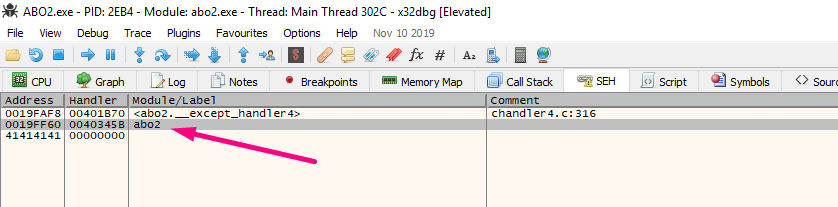 ABO2.exe - PID: 2EB4 - Module: abo2.exe - Thread: Main Thread 302C - x32dbg [Elevated]
File View Debug Trace Plugins Favourites Options Help Nov 10 2019
CPU Graph Log Notes Breakpoints Memory Map Call Stack SEH Script Symbols Source
Address Handler Module/Label Comment
0019FAF8 00401B70 <abo2.__except_handler4> chandler4.c:316
0019FF60 0040345B abo2
41414141 00000000